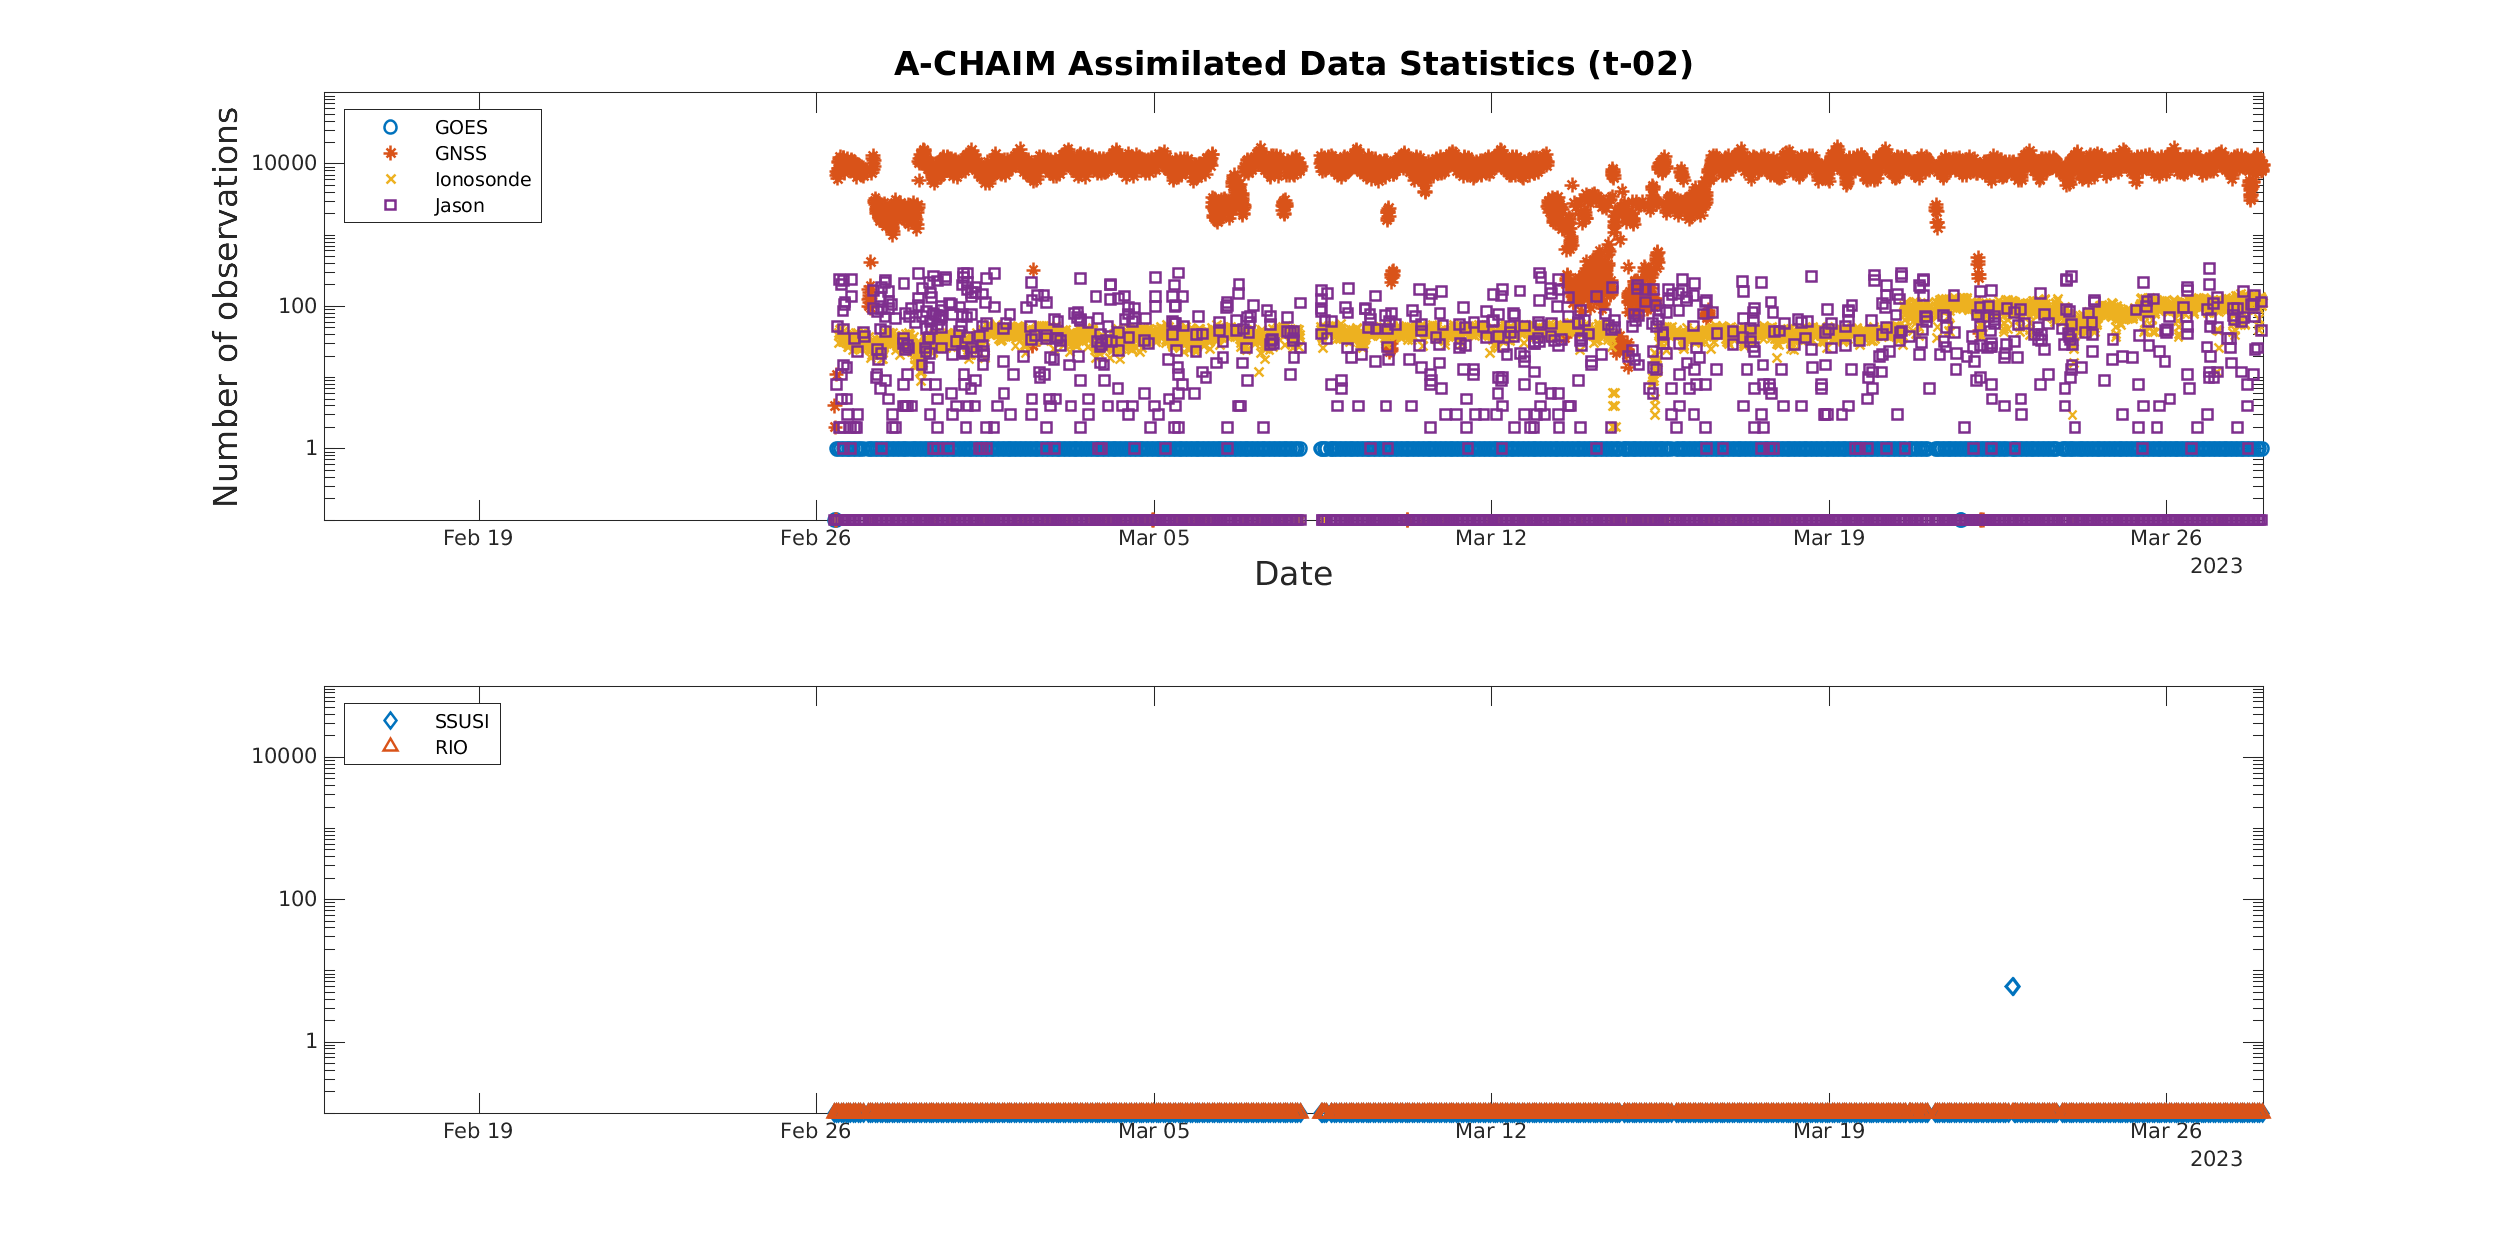 A-CHAIM Assimilated Data Statistics (t-02)
Number of observations
10000
100
1
GOES
GNSS
Ionosonde
Jason
Feb 19
Feb 26
Mar 05
Mar 12
Mar 19
Mar 26
2023
Date
10000
100
1
SSUSI
RIO
Feb 19
Feb 26
Mar 05
Mar 12
Mar 19
Mar 26
2023